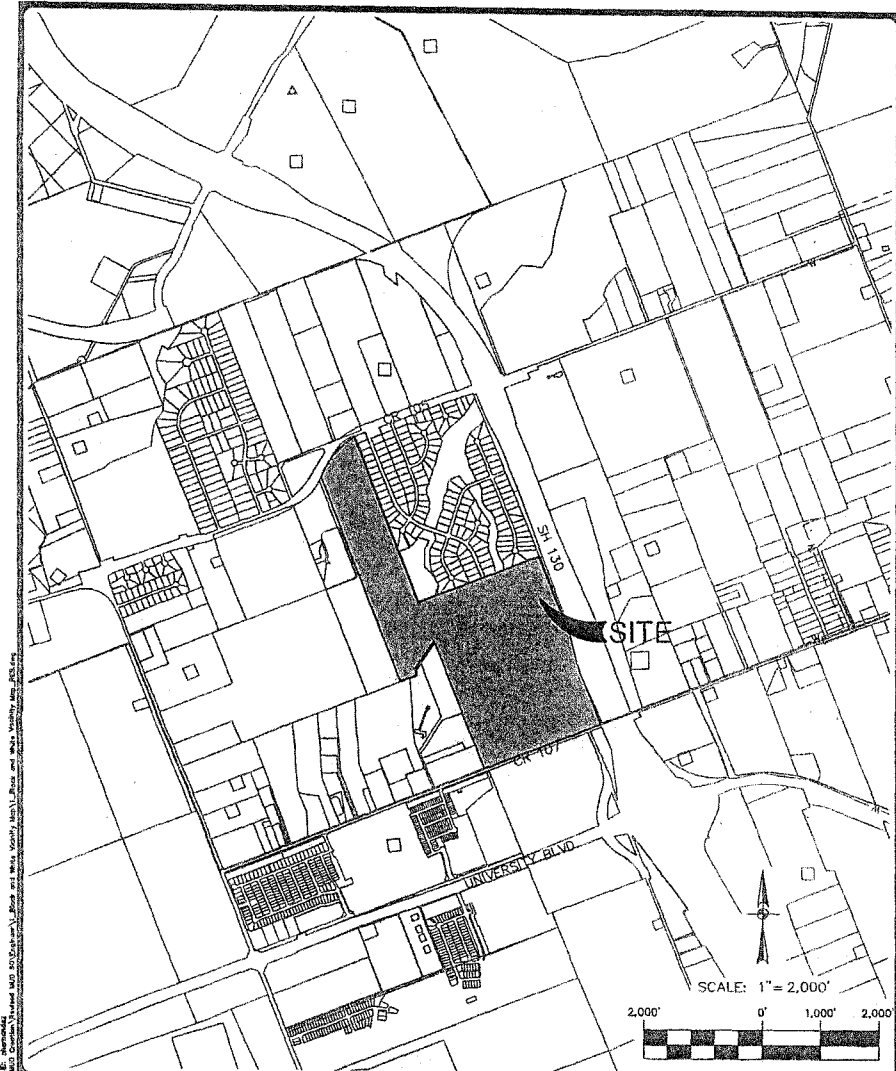 SH 130
SITE
CR 107
UNIVERSITY BLVD
SCALE: 1" = 2,000'
2,000' 0' 1,000' 2,000'